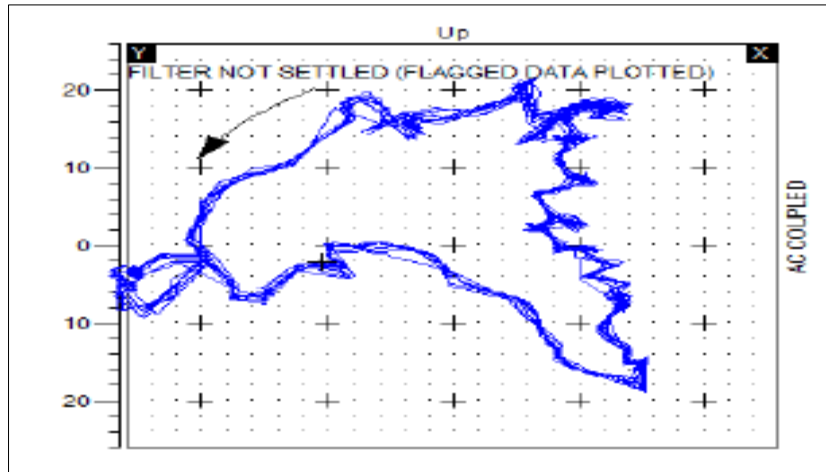 Up
Y X
FILTER NOT SETTLED (FLAGGED DATA PLOTTED)
20
10
0
10
20
AC COUPLED